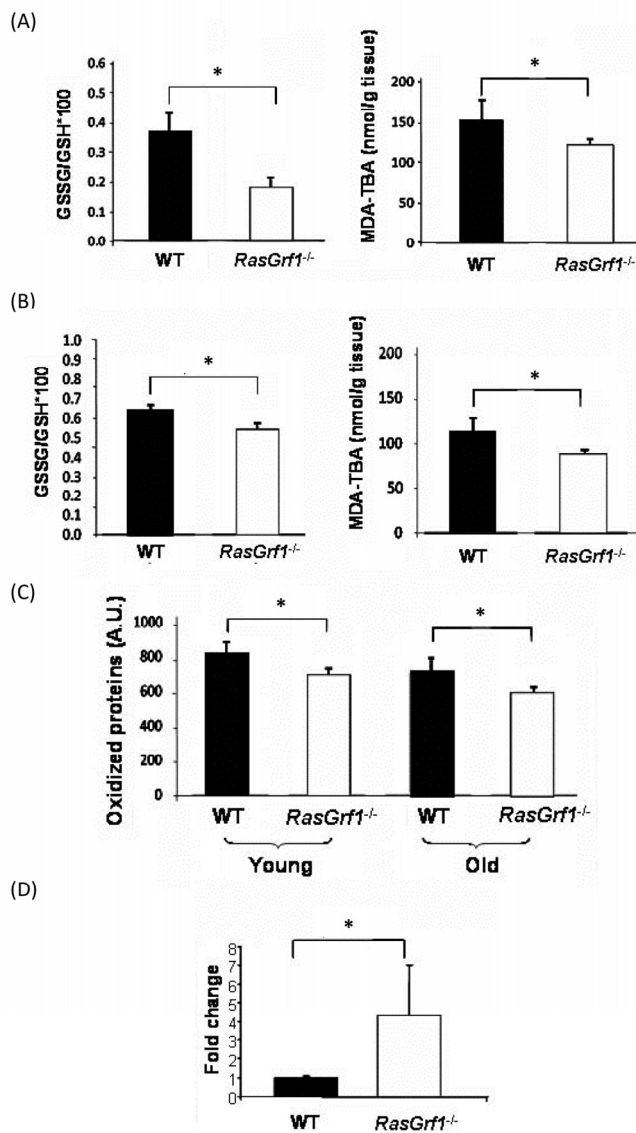 (A)
GSSG/GSH*100
0.6
0.5
0.4
0.3
0.2
0.1
0.0
*
WT RasGrf1-/-
MDA-TBA (nmol/g tissue)
200
150
100
50
0
*
WT RasGrf1-/-
(B)
GSSG/GSH*100
1.0
0.9
0.8
0.7
0.6
0.5
0.4
0.3
0.2
0.1
0.0
*
WT RasGrf1-/-
MDA-TBA (nmol/g tissue)
200
150
100
50
0
*
WT RasGrf1-/-
(C)
Oxidized proteins (A.U.)
1000
800
600
400
200
0
* *
WT RasGrf1-/- WT RasGrf1-/-
Young Old
(D)
Fold change
8
7
6
5
4
3
2
1
0
*
WT RasGrf1-/-